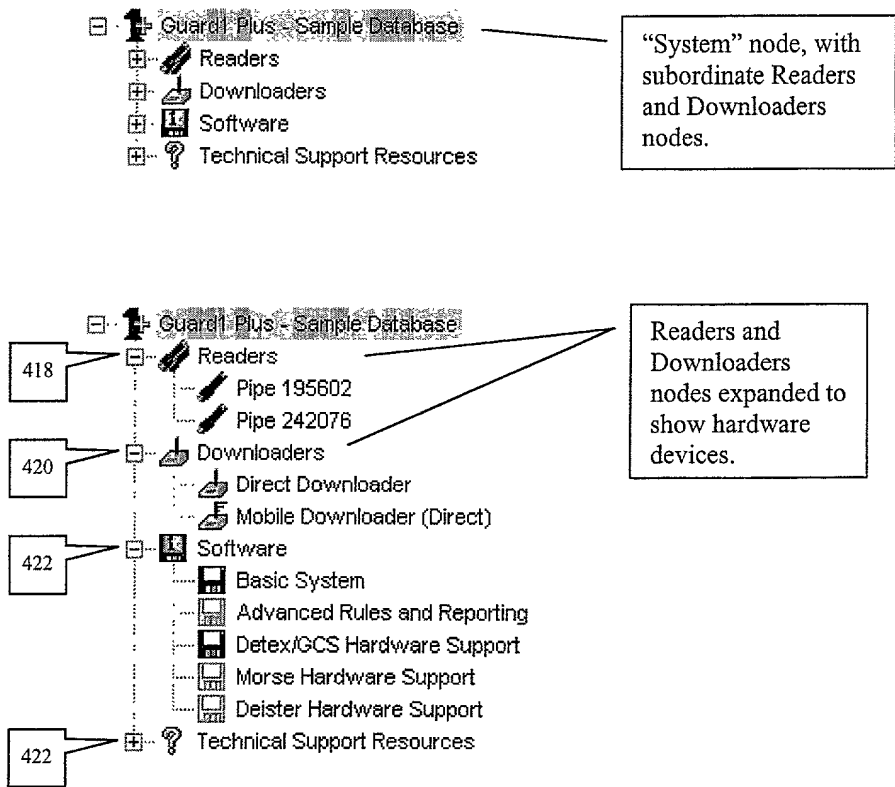 Guard1 Plus - Sample Database
Readers
Downloaders
Software
Technical Support Resources
“System” node, with
subordinate Readers
and Downloaders
nodes.
Guard1 Plus - Sample Database
418
Readers
Pipe 195602
Pipe 242076
420
Downloaders
Direct Downloader
Mobile Downloader (Direct)
422
Software
Basic System
Advanced Rules and Reporting
Detex/GCS Hardware Support
Morse Hardware Support
Deister Hardware Support
422
Technical Support Resources
Readers and
Downloaders
nodes expanded to
show hardware
devices.